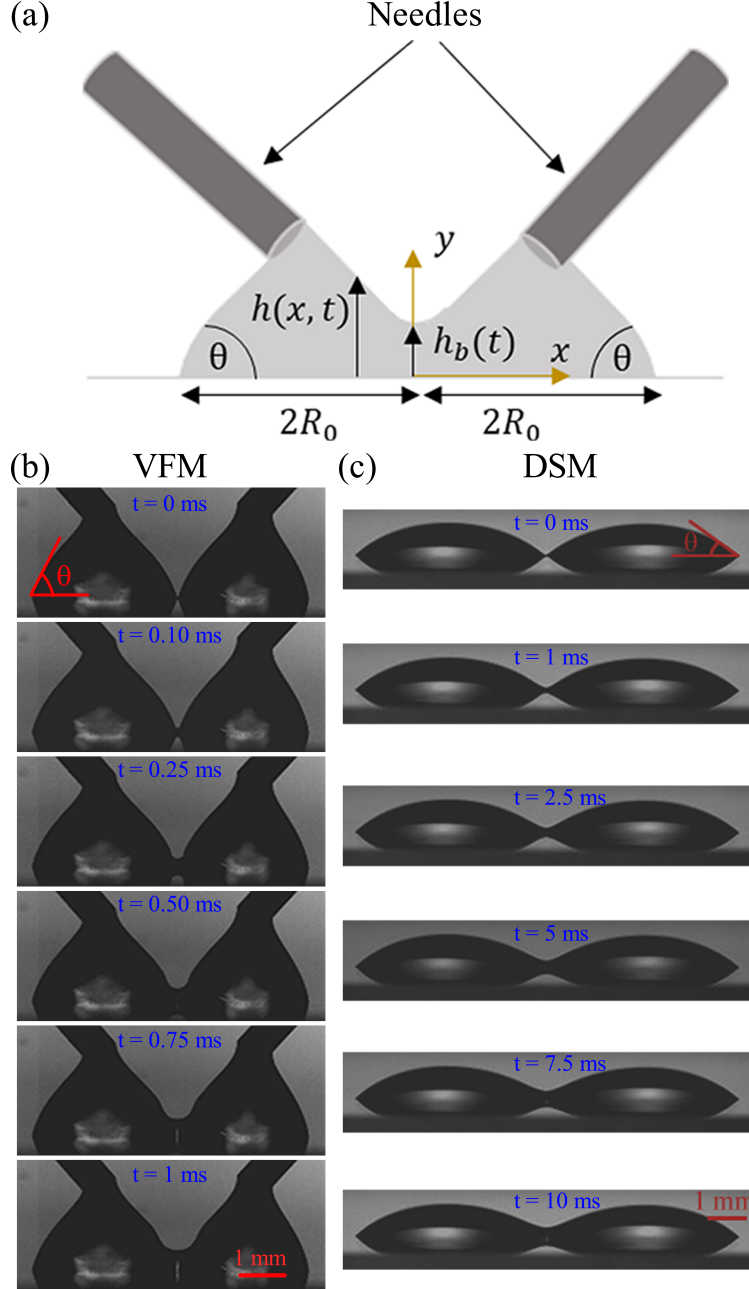 (a)
Needles
y
h(x, t)
h_b(t)
x
θ
θ
2R₀
2R₀
(b)
VFM
t = 0 ms
θ
t = 0.10 ms
t = 0.25 ms
t = 0.50 ms
t = 0.75 ms
t = 1 ms
1 mm
(c)
DSM
t = 0 ms
θ
t = 1 ms
t = 2.5 ms
t = 5 ms
t = 7.5 ms
t = 10 ms
1 mm